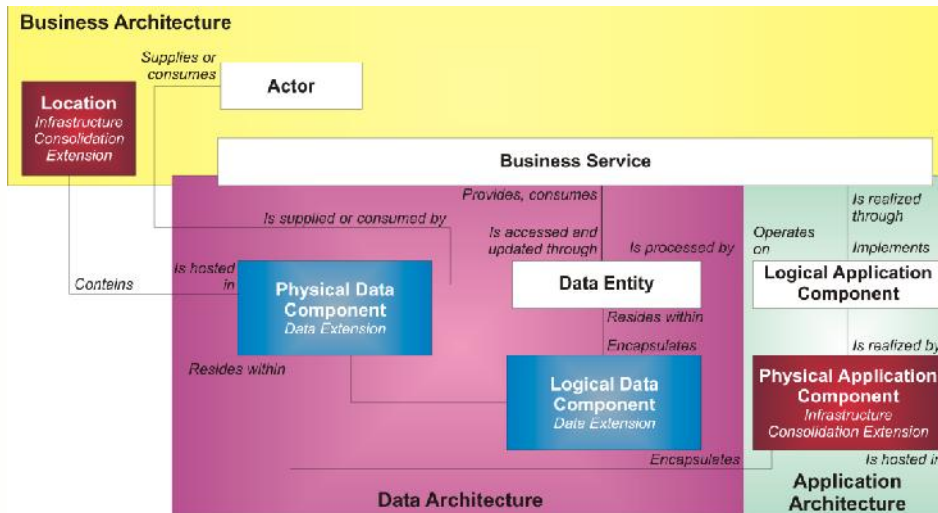 Business Architecture
Supplies or
consumes
Actor
Location
Infrastructure
Consolidation
Extension
Business Service
Provides, consumes
Is realized
through
Is supplied or consumed by
Is accessed and
updated through
Is processed by
Operates
on
Implements
Contains
Is hosted
in
Physical Data
Component
Data Extension
Data Entity
Logical Application
Component
Resides within
Is realized by
Encapsulates
Resides within
Logical Data
Component
Data Extension
Physical Application
Component
Infrastructure
Consolidation Extension
Encapsulates
Is hosted in
Data Architecture
Application
Architecture